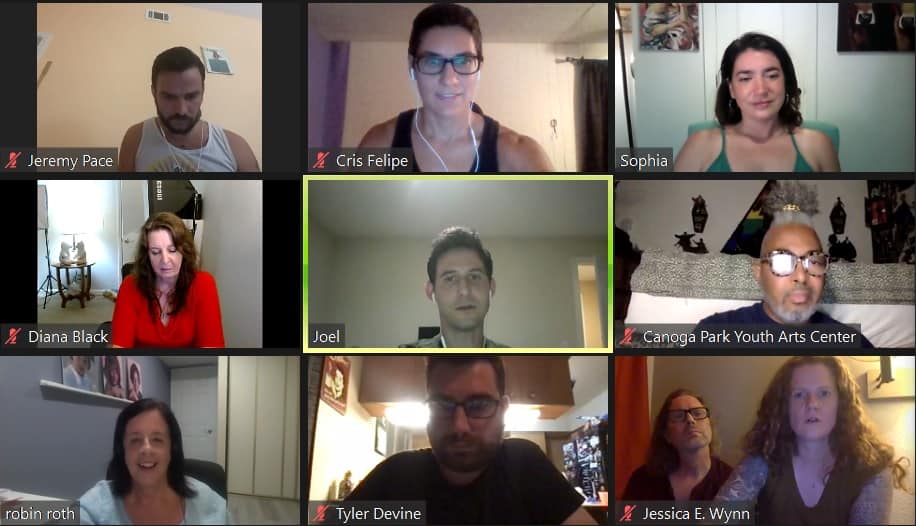 Jeremy Pace
Cris Felipe
Sophia
Diana Black
Joel
Canoga Park Youth Arts Center
robin roth
Tyler Devine
Jessica E. Wynn